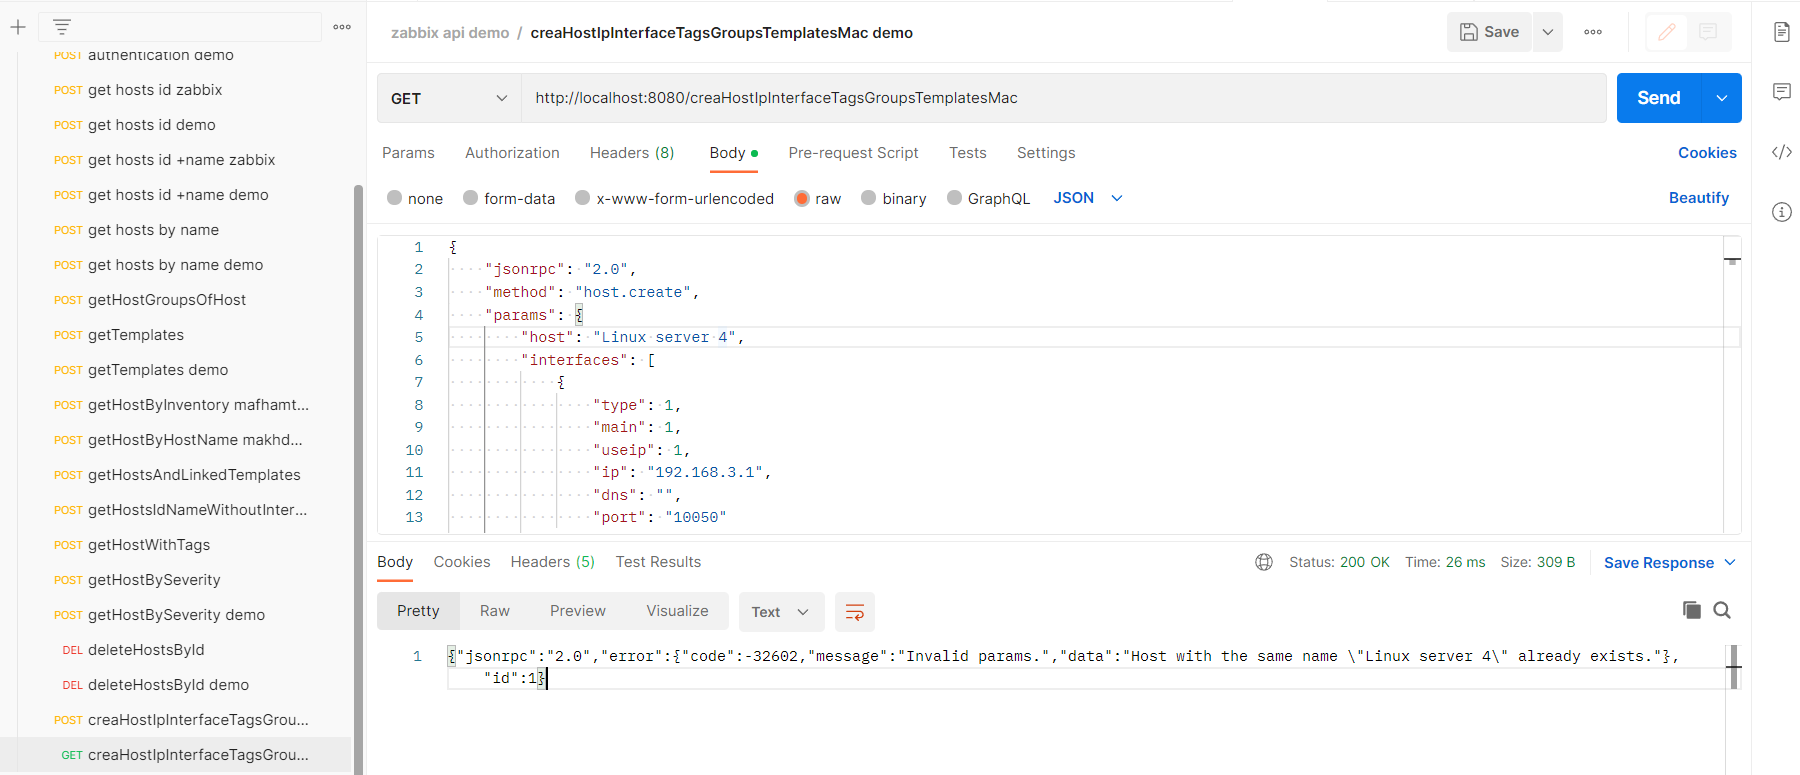 zabbix api demo / creaHostIpInterfaceTagsGroupsTemplatesMac demo
Save
POST authentication demo
POST get hosts id zabbix
POST get hosts id demo
POST get hosts id +name zabbix
POST get hosts id +name demo
POST get hosts by name
POST get hosts by name demo
POST getHostGroupsOfHost
POST getTemplates
POST getTemplates demo
POST getHostByInventory mafhamt...
POST getHostByHostName makhd...
POST getHostsAndLinkedTemplates
POST getHostsIdNameWithoutInter...
POST getHostWithTags
POST getHostBySeverity
POST getHostBySeverity demo
DEL deleteHostsById
DEL deleteHostsById demo
POST creaHostIpInterfaceTagsGrou...
GET creaHostIpInterfaceTagsGrou...
GET http://localhost:8080/creaHostIpInterfaceTagsGroupsTemplatesMac Send
Params Authorization Headers (8) Body Pre-request Script Tests Settings Cookies
none form-data x-www-form-urlencoded raw binary GraphQL JSON Beautify
1 {
2 "jsonrpc": "2.0",
3 "method": "host.create",
4 "params": {
5 "host": "Linux server 4",
6 "interfaces": [
7 {
8 "type": 1,
9 "main": 1,
10 "useip": 1,
11 "ip": "192.168.3.1",
12 "dns": "",
13 "port": "10050"
Body Cookies Headers (5) Test Results Status: 200 OK Time: 26 ms Size: 309 B Save Response
Pretty Raw Preview Visualize Text
1 {"jsonrpc":"2.0","error":{"code":-32602,"message":"Invalid params.","data":"Host with the same name \"Linux server 4\" already exists."},
"id":1}